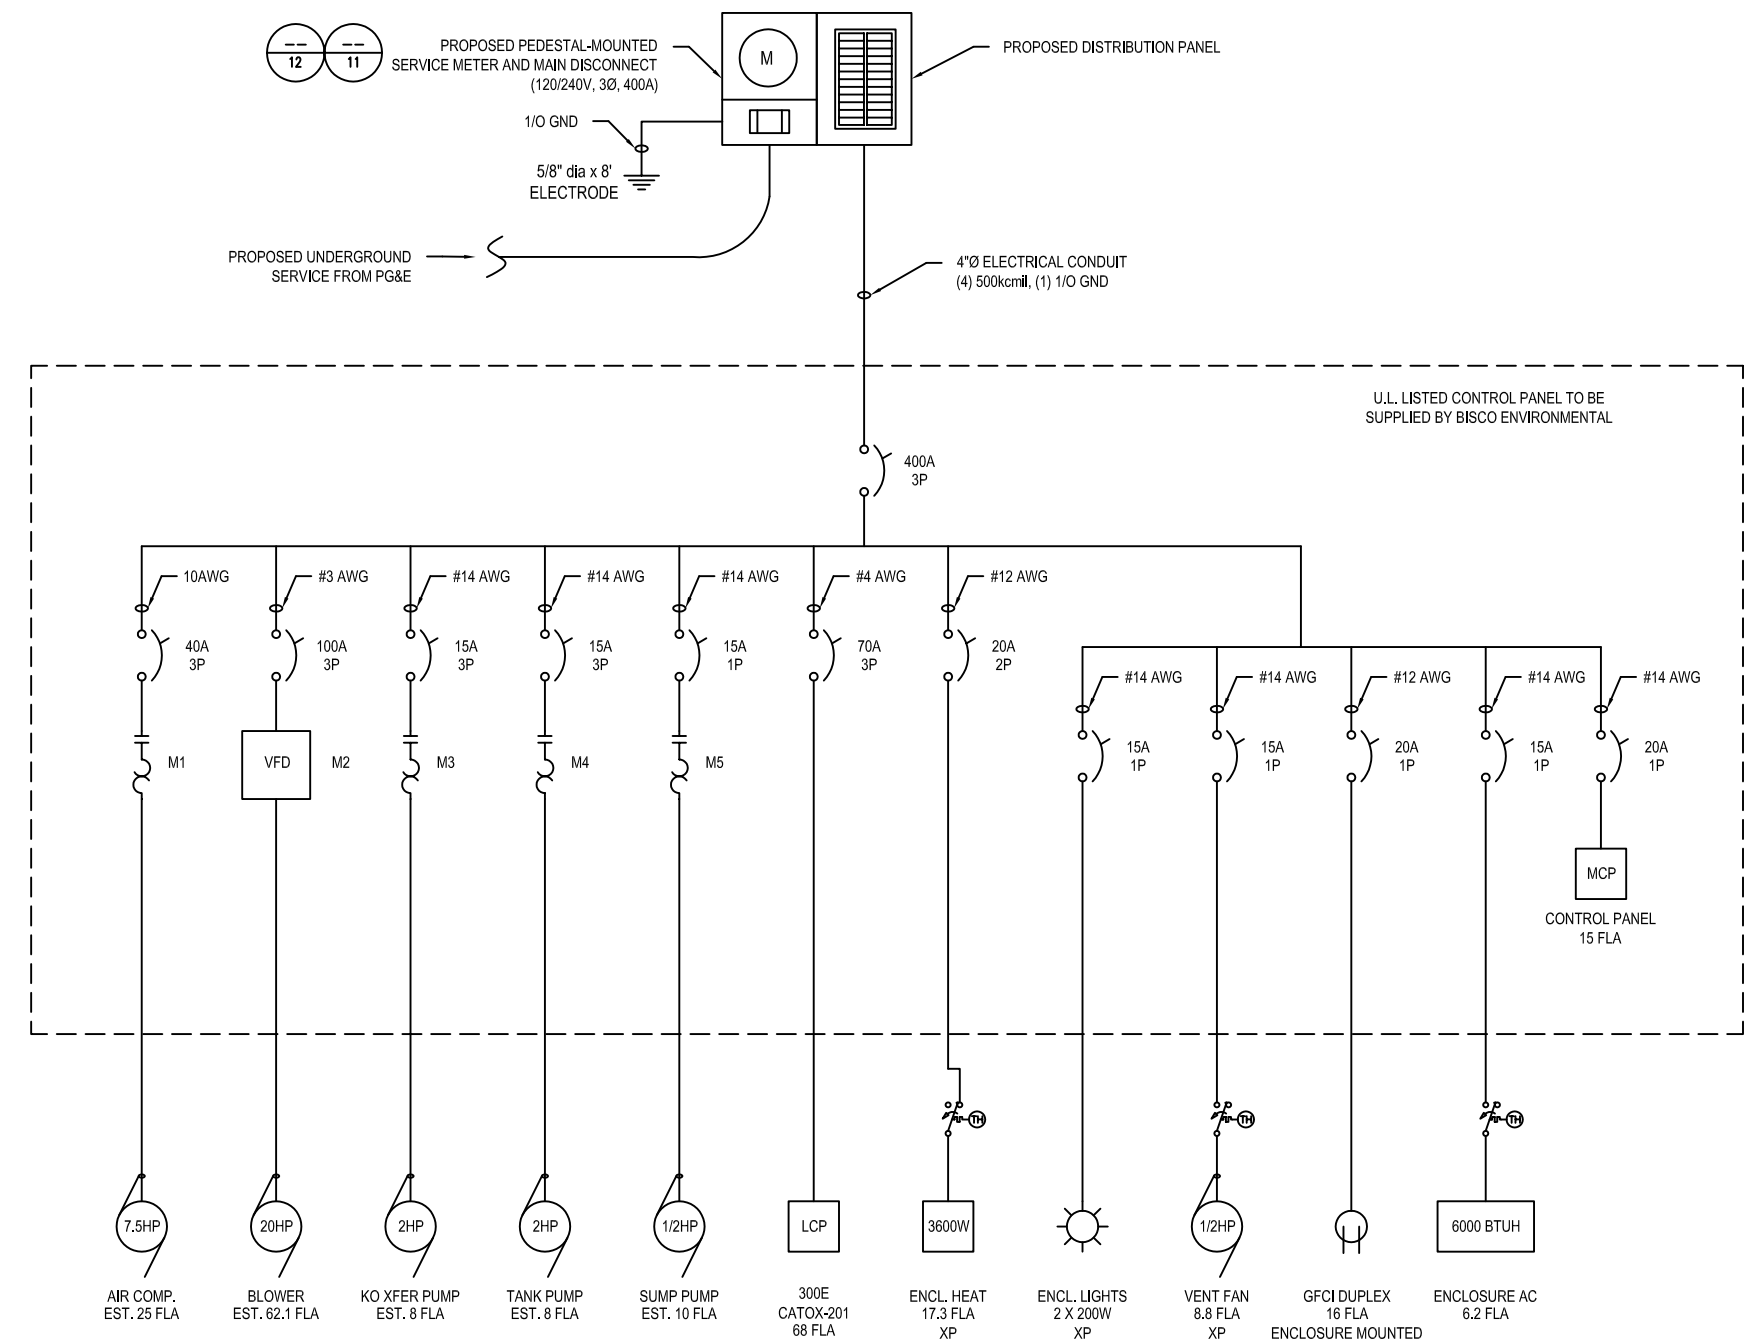 --
12
--
11
PROPOSED PEDESTAL-MOUNTED
SERVICE METER AND MAIN DISCONNECT
(120/240V, 3Ø, 400A)
M
PROPOSED DISTRIBUTION PANEL
1/O GND
5/8" dia x 8'
ELECTRODE
PROPOSED UNDERGROUND
SERVICE FROM PG&E
4"Ø ELECTRICAL CONDUIT
(4) 500kcmil, (1) 1/O GND
U.L. LISTED CONTROL PANEL TO BE
SUPPLIED BY BISCO ENVIRONMENTAL
400A
3P
10AWG
#3 AWG
#14 AWG
#14 AWG
#14 AWG
#4 AWG
#12 AWG
40A
3P
100A
3P
15A
3P
15A
3P
15A
1P
70A
3P
20A
2P
#14 AWG
#14 AWG
#12 AWG
#14 AWG
#14 AWG
15A
1P
15A
1P
20A
1P
15A
1P
20A
1P
M1
VFD
M2
M3
M4
M5
MCP
CONTROL PANEL
15 FLA
TH
TH
TH
7.5HP
20HP
2HP
2HP
1/2HP
LCP
3600W
1/2HP
6000 BTUH
AIR COMP.
EST. 25 FLA
BLOWER
EST. 62.1 FLA
KO XFER PUMP
EST. 8 FLA
TANK PUMP
EST. 8 FLA
SUMP PUMP
EST. 10 FLA
300E
CATOX-201
68 FLA
ENCL. HEAT
17.3 FLA
XP
ENCL. LIGHTS
2 X 200W
XP
VENT FAN
8.8 FLA
XP
GFCI DUPLEX
16 FLA
ENCLOSURE MOUNTED
ENCLOSURE AC
6.2 FLA